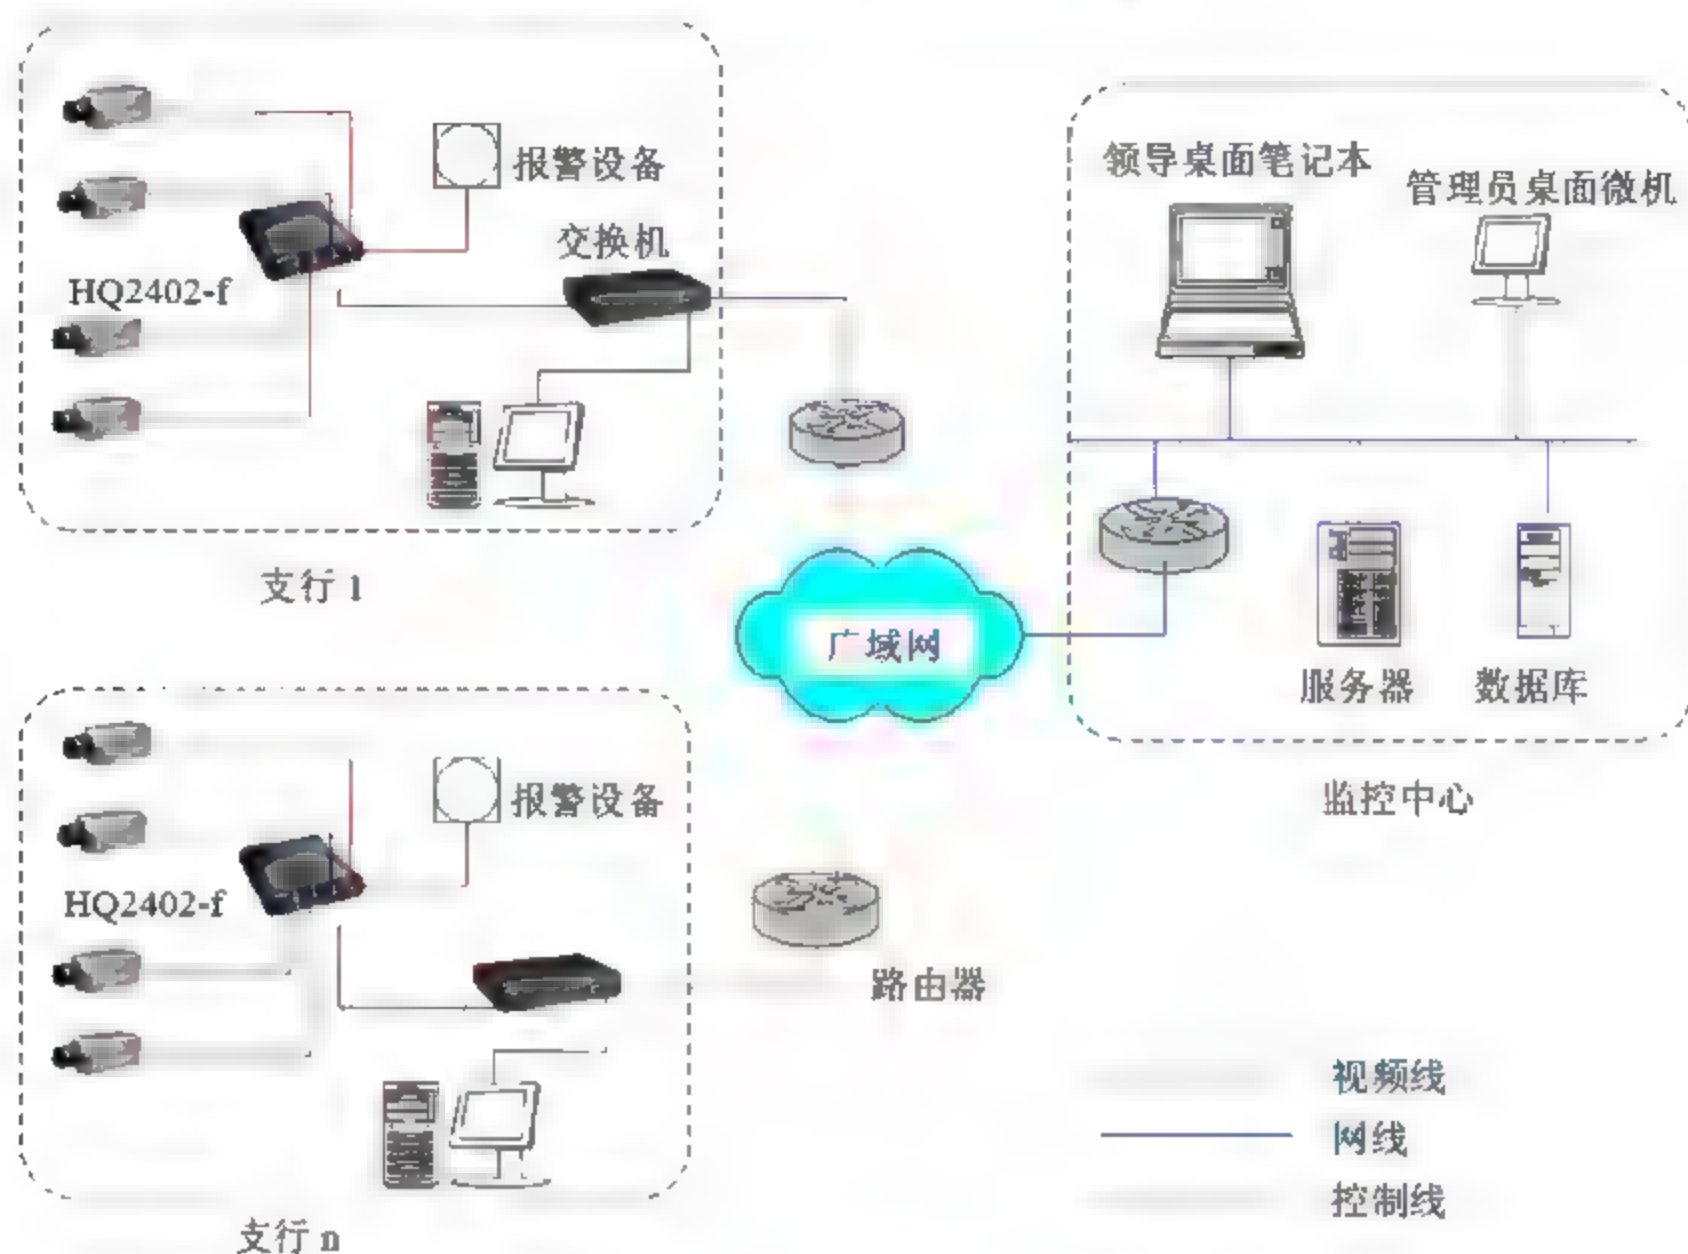 报警设备
交换机
HQ2402-f
支行 1
领导桌面笔记本
管理员桌面微机
广域网
服务器
数据库
监控中心
报警设备
HQ2402-f
路由器
支行 n
视频线
网线
控制线